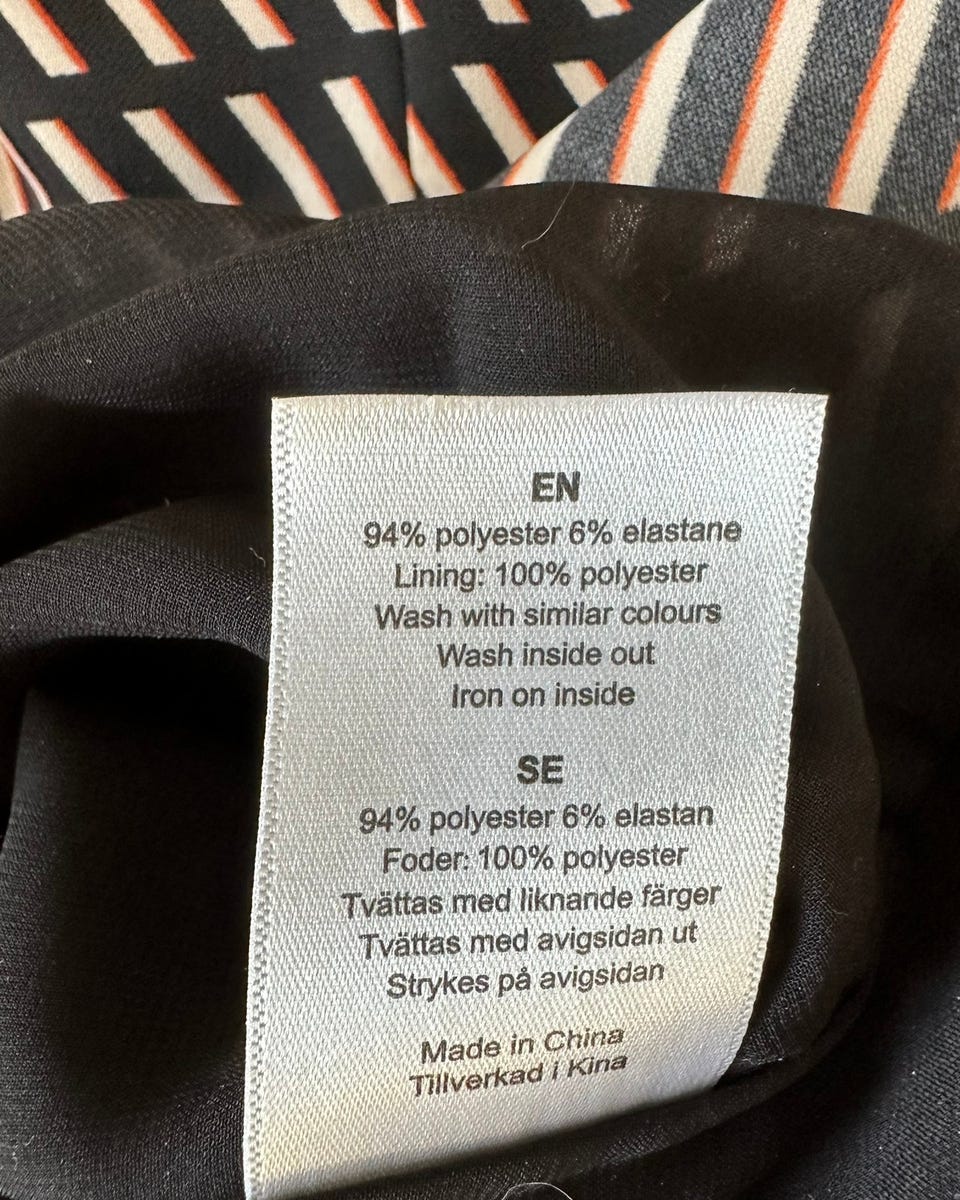 EN
94% polyester 6% elastane
Lining: 100% polyester
Wash with similar colours
Wash inside out
Iron on inside
SE
94% polyester 6% elastan
Foder: 100% polyester
Tvättas med liknande färger
Tvättas med avigsidan ut
Strykes på avigsidan
Made in China
Tillverkad i Kina